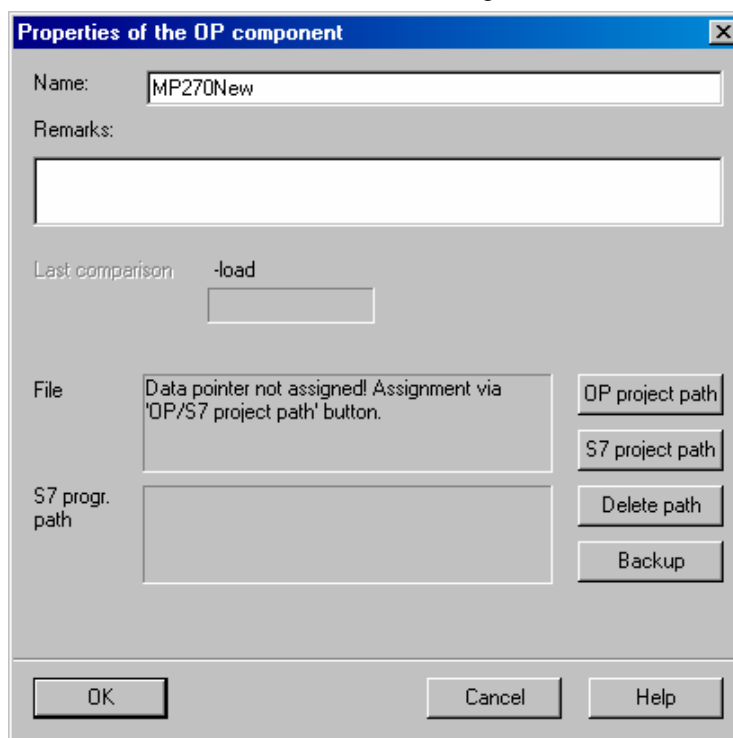 Properties of the OP component
Name:
MP270New
Remarks:
Last comparison
-load
File
Data pointer not assigned! Assignment via
'OP/S7 project path' button.
OP project path
S7 project path
S7 progr.
path
Delete path
Backup
OK
Cancel
Help